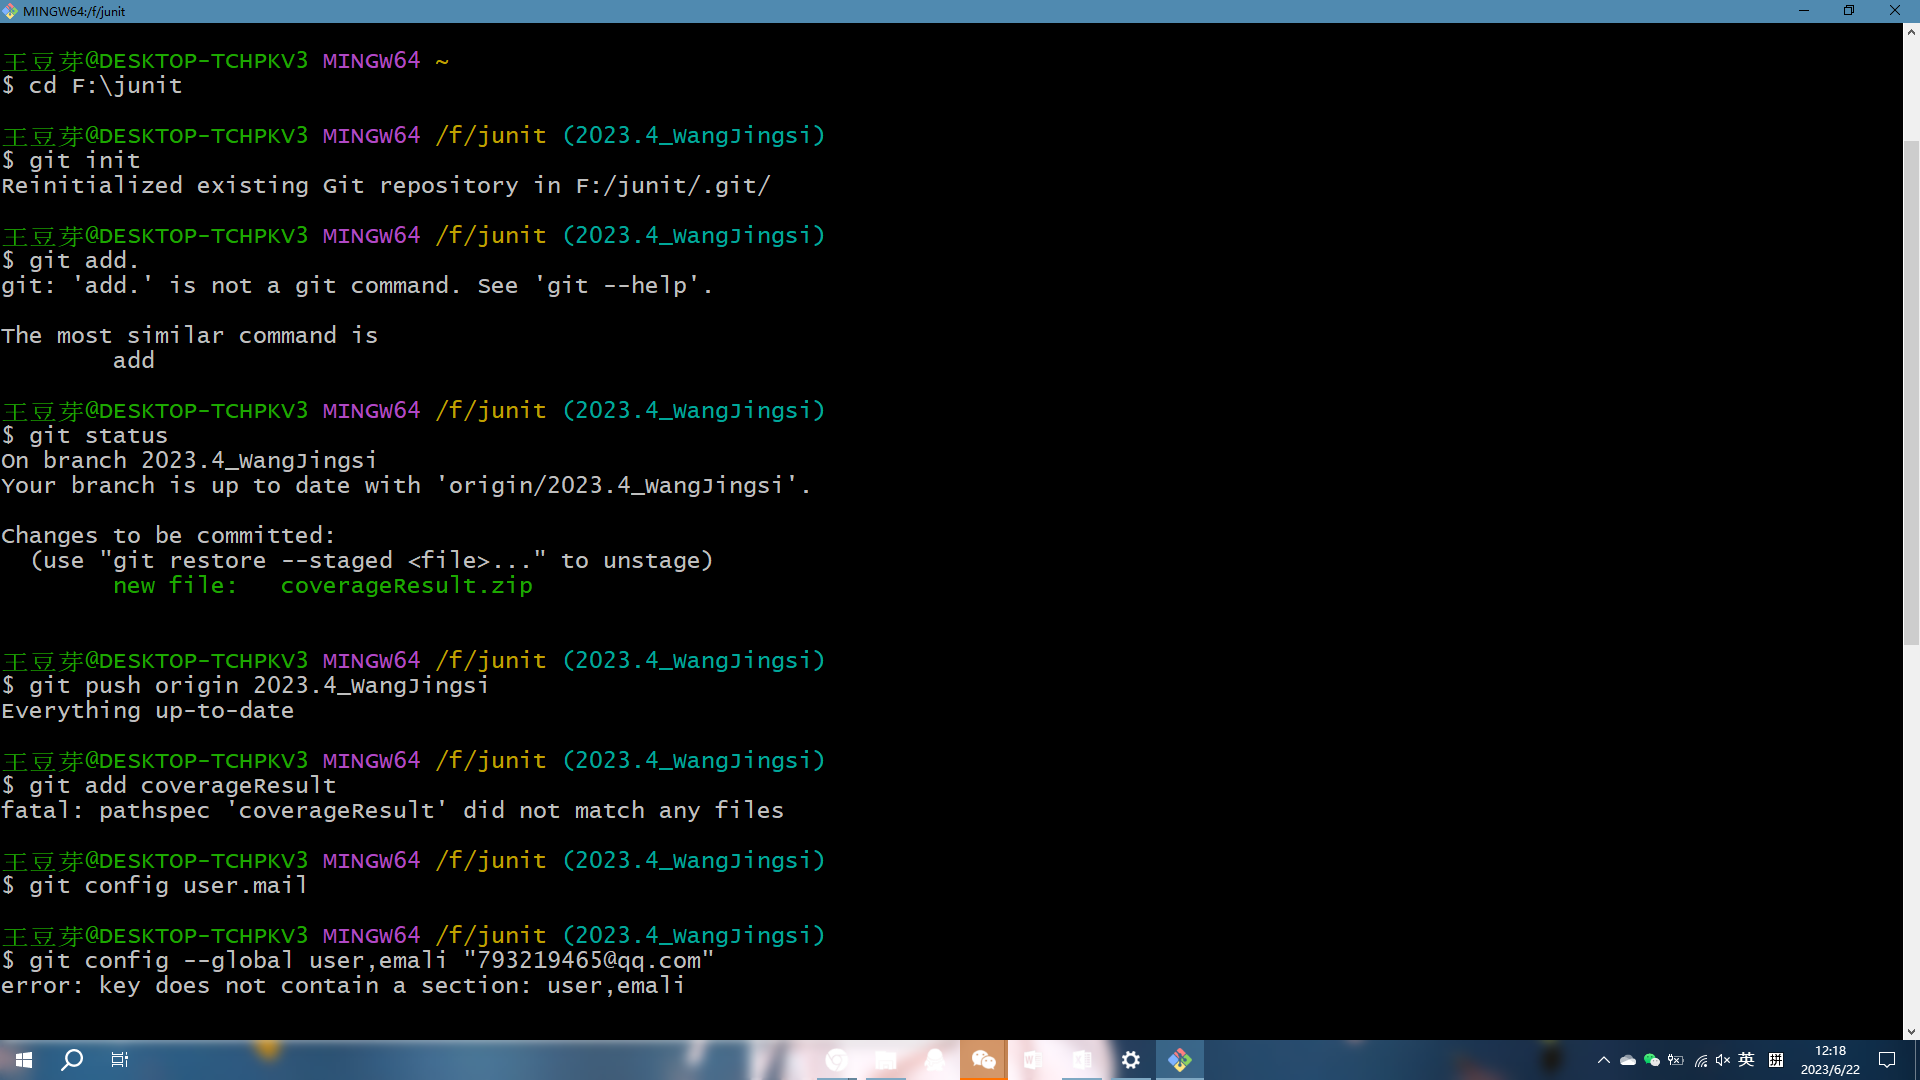 MINGW64:/f/junit
王豆芽@DESKTOP-TCHPKV3 MINGW64 ~
$ cd F:\junit
王豆芽@DESKTOP-TCHPKV3 MINGW64 /f/junit (2023.4_WangJingsi)
$ git init
Reinitialized existing Git repository in F:/junit/.git/
王豆芽@DESKTOP-TCHPKV3 MINGW64 /f/junit (2023.4_WangJingsi)
$ git add.
git: 'add.' is not a git command. See 'git --help'.
The most similar command is
add
王豆芽@DESKTOP-TCHPKV3 MINGW64 /f/junit (2023.4_WangJingsi)
$ git status
On branch 2023.4_WangJingsi
Your branch is up to date with 'origin/2023.4_WangJingsi'.
Changes to be committed:
(use "git restore --staged <file>..." to unstage)
new file:   coverageResult.zip
王豆芽@DESKTOP-TCHPKV3 MINGW64 /f/junit (2023.4_WangJingsi)
$ git push origin 2023.4_WangJingsi
Everything up-to-date
王豆芽@DESKTOP-TCHPKV3 MINGW64 /f/junit (2023.4_WangJingsi)
$ git add coverageResult
fatal: pathspec 'coverageResult' did not match any files
王豆芽@DESKTOP-TCHPKV3 MINGW64 /f/junit (2023.4_WangJingsi)
$ git config user.mail
王豆芽@DESKTOP-TCHPKV3 MINGW64 /f/junit (2023.4_WangJingsi)
$ git config --global user,emali "793219465@qq.com"
error: key does not contain a section: user,emali
英 拼
12:18
2023/6/22